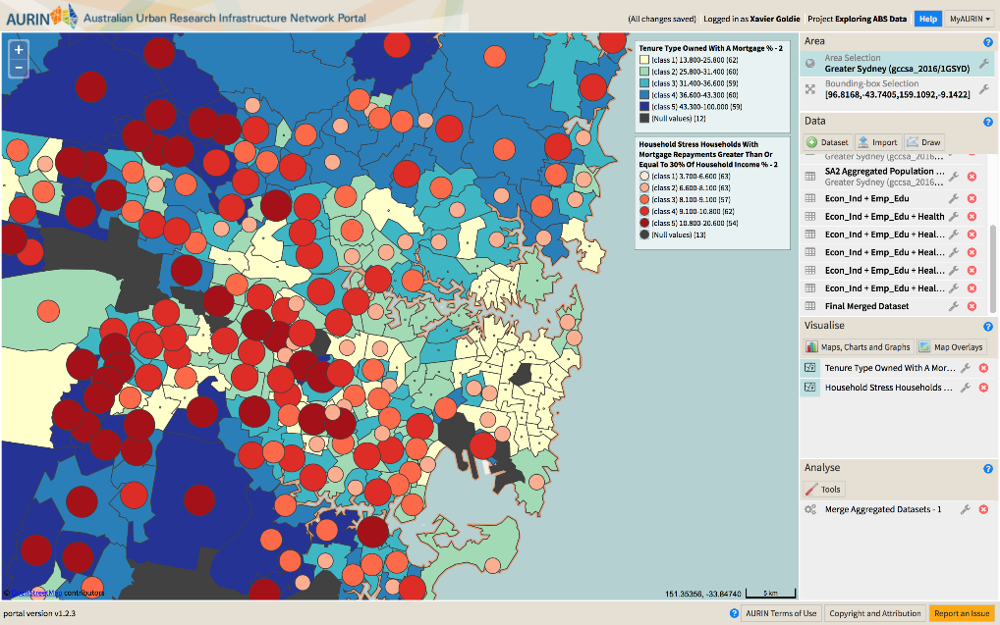 AURIN Australian Urban Research Infrastructure Network Portal
(All changes saved) Logged in as Xavier Goldie Project Exploring ABS Data Help MyAURIN
+
−
Tenure Type Owned With A Mortgage % - 2
(class 1) 13.800-25.800 (62)
(class 2) 25.800-31.400 (60)
(class 3) 31.400-36.600 (59)
(class 4) 36.600-43.300 (60)
(class 5) 43.300-100.000 (59)
(Null values) (12)
Household Stress Households With
Mortgage Repayments Greater Than Or
Equal To 30% Of Household Income % - 2
(class 1) 3.700-6.600 (63)
(class 2) 6.600-8.100 (63)
(class 3) 8.100-9.100 (57)
(class 4) 9.100-10.800 (62)
(class 5) 10.800-20.600 (54)
(Null values) (13)
© OpenStreetMap contributors
151.35356, -33.84740
5 km
Area
Area Selection
Greater Sydney (gccsa_2016/1GSYD)
Bounding-box Selection
[96.8168,-43.7405,159.1092,-9.1422]
Data
Dataset Import Draw
Greater Sydney (gccsa_2016...
SA2 Aggregated Population ...
Greater Sydney (gccsa_2016...
Econ_Ind + Emp_Edu
Econ_Ind + Emp_Edu + Health
Econ_Ind + Emp_Edu + Heal...
Econ_Ind + Emp_Edu + Heal...
Econ_Ind + Emp_Edu + Heal...
Econ_Ind + Emp_Edu + Heal...
Final Merged Dataset
Visualise
Maps, Charts and Graphs Map Overlays
Tenure Type Owned With A Mor...
Household Stress Households ...
Analyse
Tools
Merge Aggregated Datasets - 1
portal version v1.2.3
AURIN Terms of Use Copyright and Attribution Report an Issue